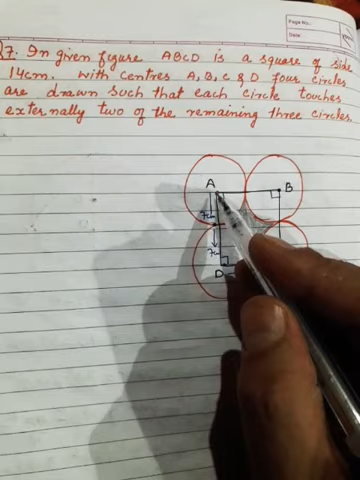 Page No.:
Date:
Q7. In given figure ABCD is a square of side
14cm. With centres A, B, C & D four circles
are drawn such that each circle touches
externally two of the remaining three circles.
A
B
7cm
7cm
D